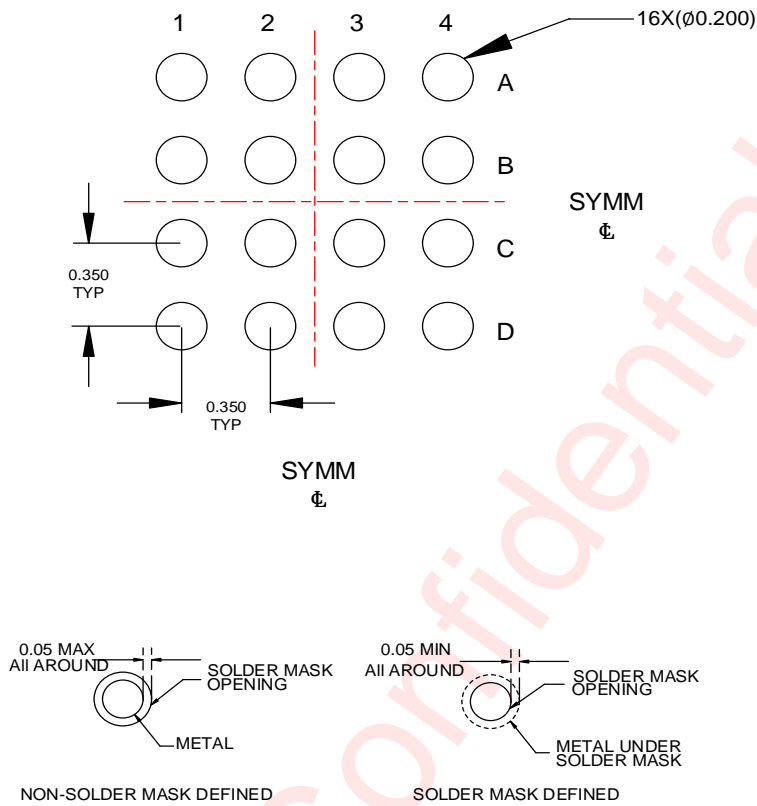 1 2 3 4
16X(Ø0.200)
A
B
SYMM
℄
C
0.350
TYP
D
0.350
TYP
SYMM
℄
0.05 MAX
All AROUND
SOLDER MASK
OPENING
METAL
NON-SOLDER MASK DEFINED
0.05 MIN
All AROUND
SOLDER MASK
OPENING
METAL UNDER
SOLDER MASK
SOLDER MASK DEFINED
Confidential